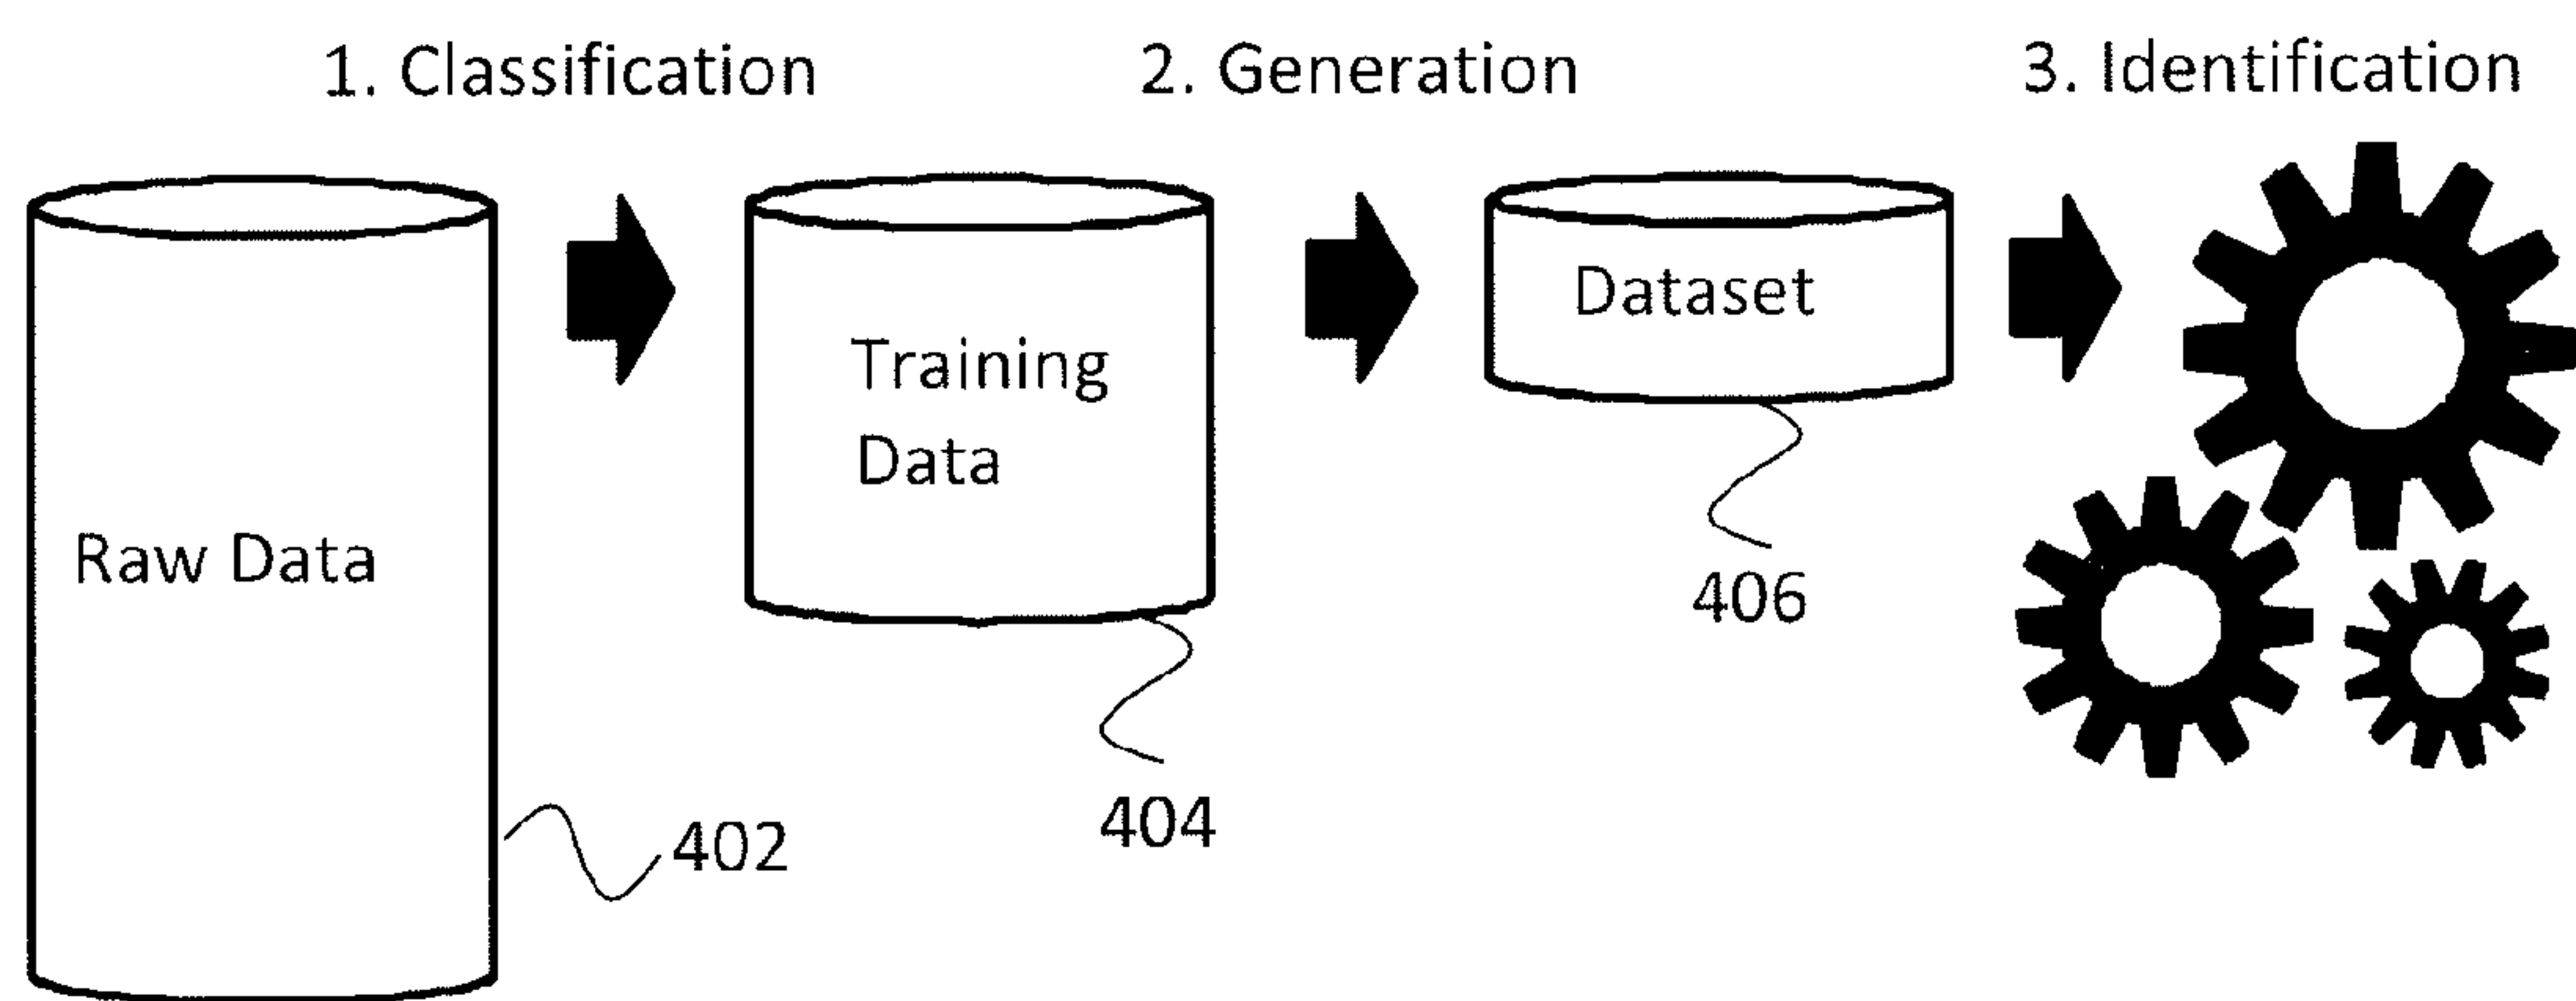 1. Classification
2. Generation
3. Identification
Raw Data
Training
Data
Dataset
402
404
406